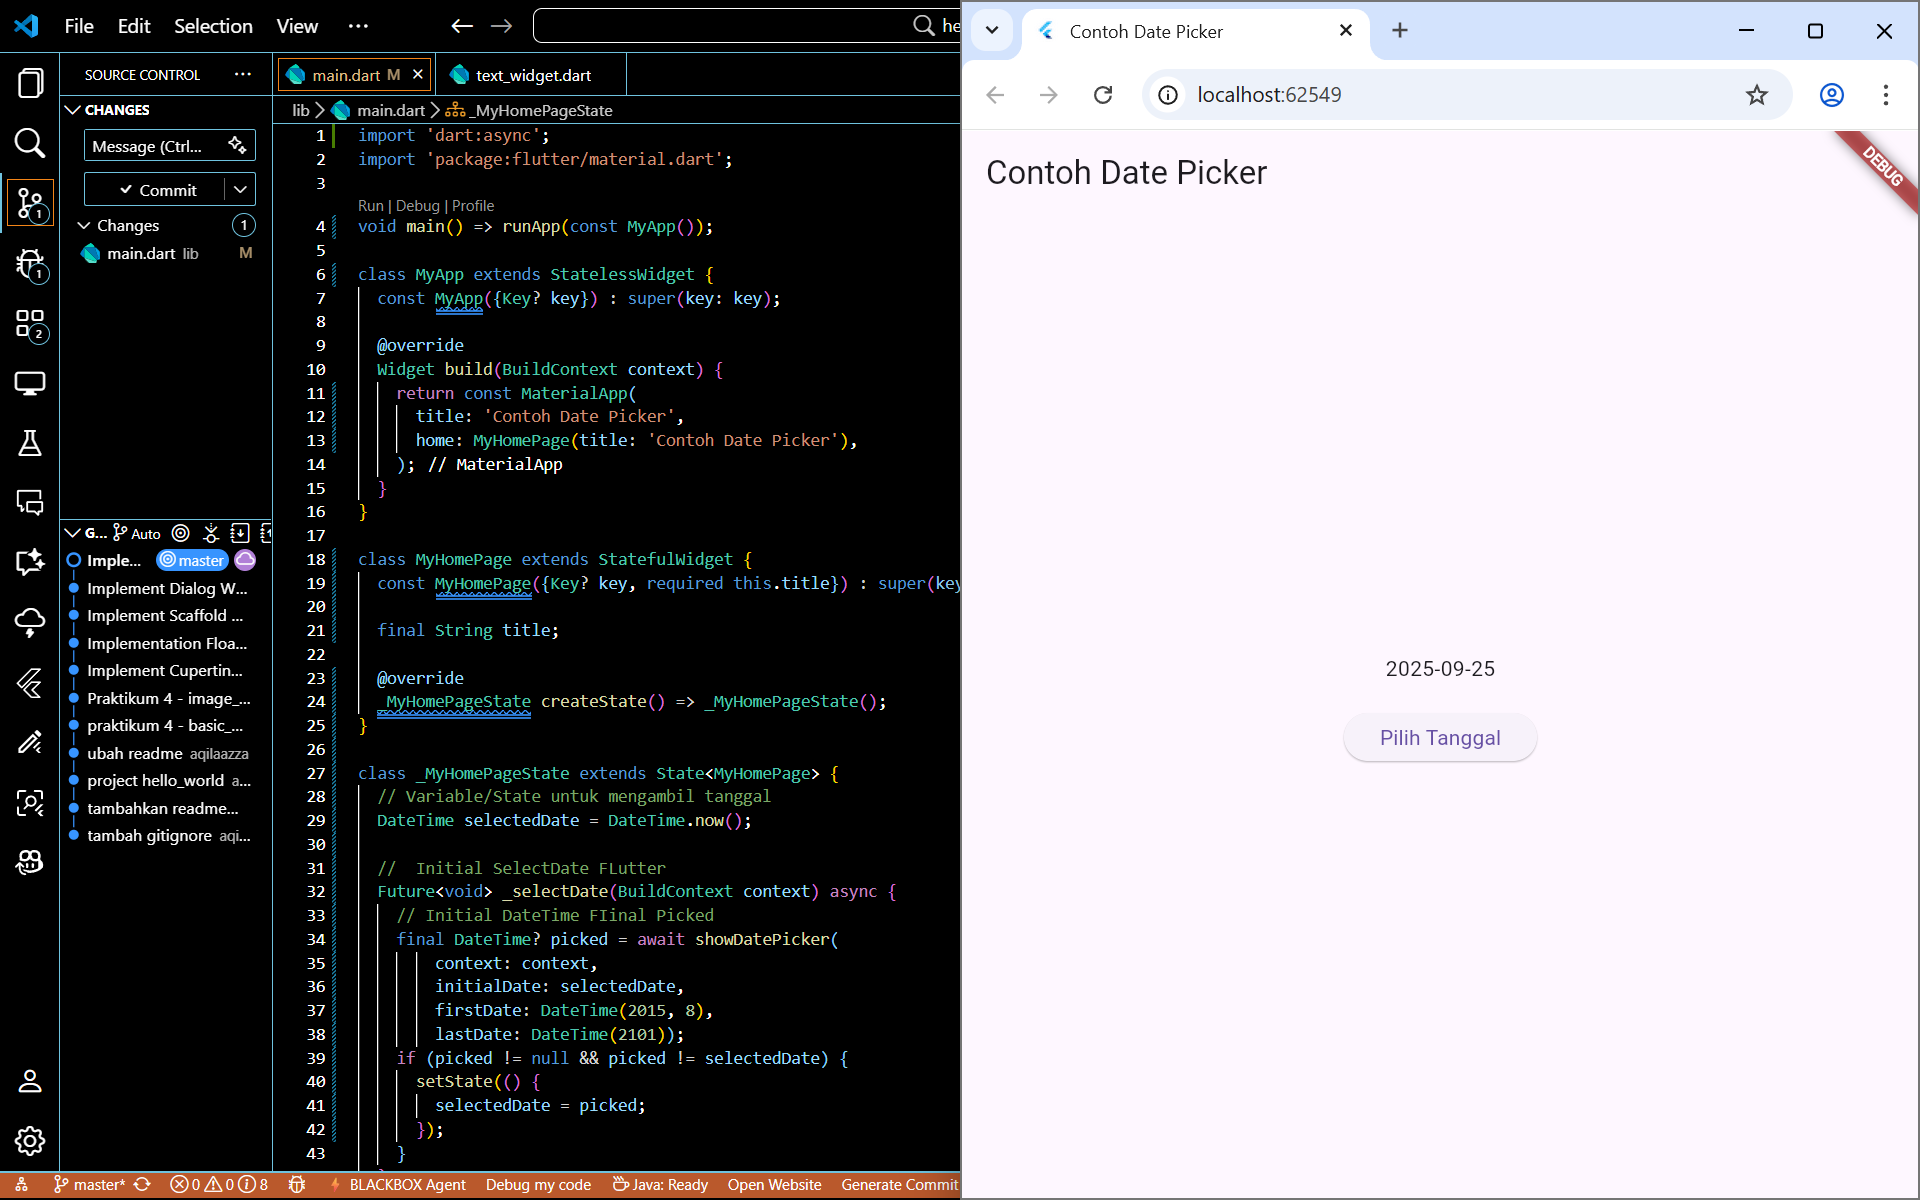 File Edit Selection View ···
he
SOURCE CONTROL ···
CHANGES
Message (Ctrl...
Commit
Changes 1
main.dart lib M
1
1
2
G... Auto
Imple... master
Implement Dialog W...
Implement Scaffold ...
Implementation Floa...
Implement Cupertin...
Praktikum 4 - image_...
praktikum 4 - basic_...
ubah readme aqilaazza
project hello_world a...
tambahkan readme...
tambah gitignore aqi...
main.dart M
text_widget.dart
lib > main.dart > _MyHomePageState
1 import 'dart:async';
2 import 'package:flutter/material.dart';
3
Run | Debug | Profile
4 void main() => runApp(const MyApp());
5
6 class MyApp extends StatelessWidget {
7 const MyApp({Key? key}) : super(key: key);
8
9 @override
10 Widget build(BuildContext context) {
11 return const MaterialApp(
12 title: 'Contoh Date Picker',
13 home: MyHomePage(title: 'Contoh Date Picker'),
14 ); // MaterialApp
15 }
16 }
17
18 class MyHomePage extends StatefulWidget {
19 const MyHomePage({Key? key, required this.title}) : super(key
20
21 final String title;
22
23 @override
24 _MyHomePageState createState() => _MyHomePageState();
25 }
26
27 class _MyHomePageState extends State<MyHomePage> {
28 // Variable/State untuk mengambil tanggal
29 DateTime selectedDate = DateTime.now();
30
31 //  Initial SelectDate FLutter
32 Future<void> _selectDate(BuildContext context) async {
33 // Initial DateTime FIinal Picked
34 final DateTime? picked = await showDatePicker(
35 context: context,
36 initialDate: selectedDate,
37 firstDate: DateTime(2015, 8),
38 lastDate: DateTime(2101));
39 if (picked != null && picked != selectedDate) {
40 setState(() {
41 selectedDate = picked;
42 });
43 }
master* 0 0 8 BLACKBOX Agent Debug my code Java: Ready Open Website Generate Commit
Contoh Date Picker
localhost:62549
Contoh Date Picker
DEBUG
2025-09-25
Pilih Tanggal